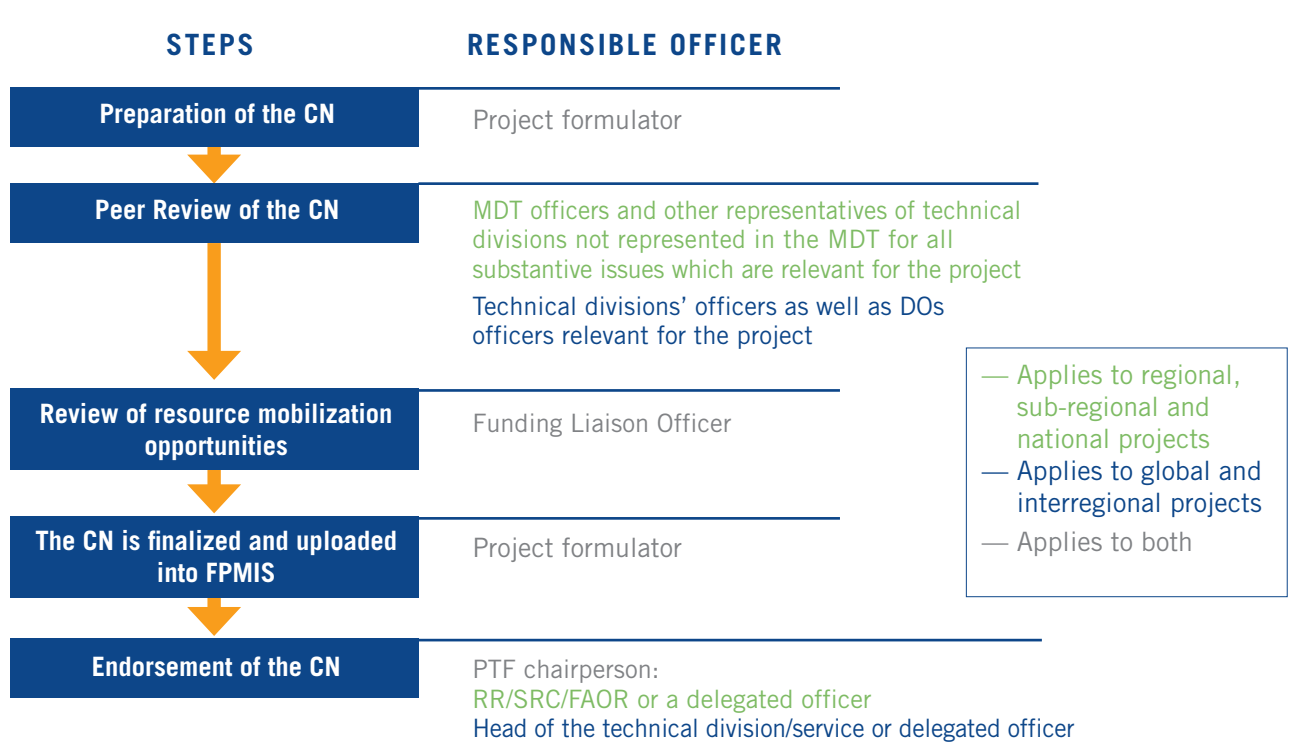 STEPS
RESPONSIBLE OFFICER
Preparation of the CN
Project formulator
Peer Review of the CN
MDT officers and other representatives of technical
divisions not represented in the MDT for all
substantive issues which are relevant for the project
Technical divisions’ officers as well as DOs
officers relevant for the project
Review of resource mobilization
opportunities
Funding Liaison Officer
The CN is finalized and uploaded
into FPMIS
Project formulator
Endorsement of the CN
PTF chairperson:
RR/SRC/FAOR or a delegated officer
Head of the technical division/service or delegated officer
— Applies to regional,
sub-regional and
national projects
— Applies to global and
interregional projects
— Applies to both